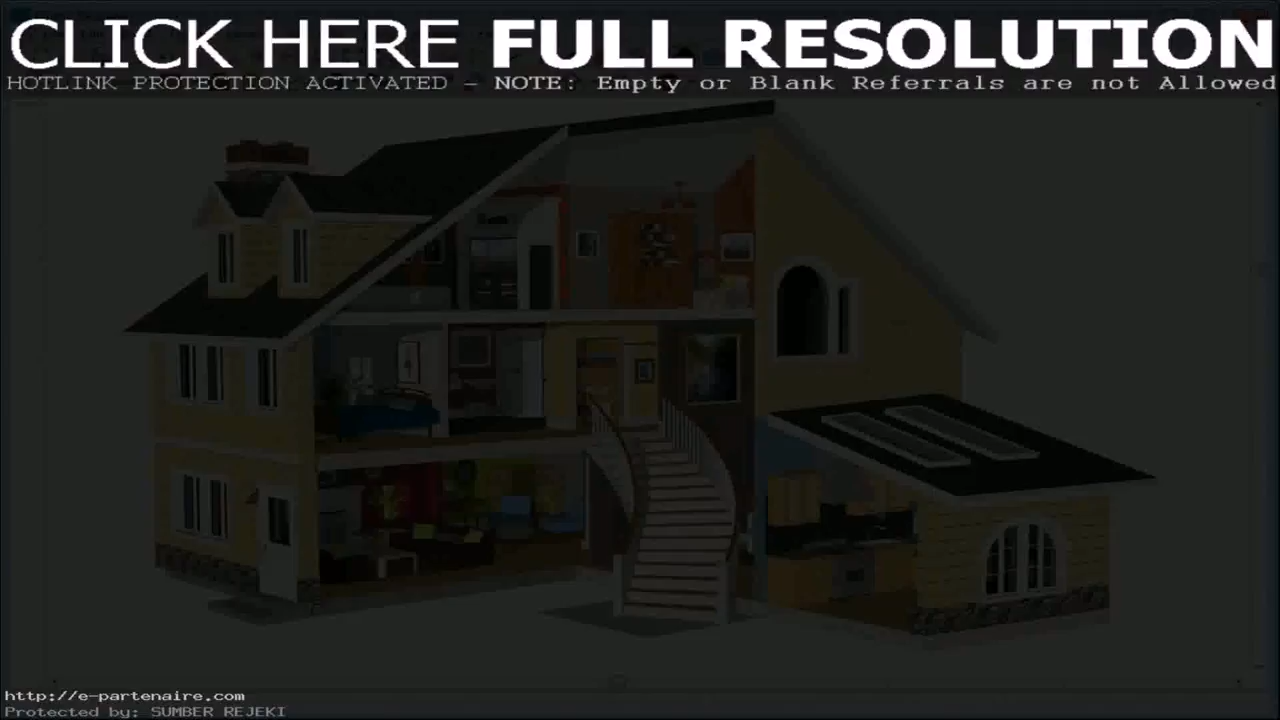 CLICK HERE FULL RESOLUTION
HOTLINK PROTECTION ACTIVATED - NOTE: Empty or Blank Referrals are not Allowed
http://e-partenaire.com
Protected by: SUMBER REJEKI